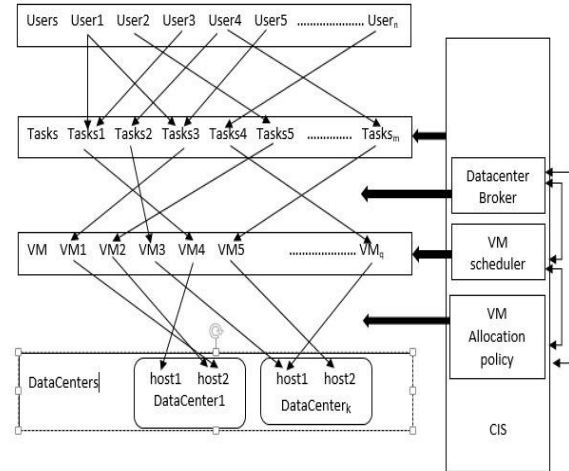 Users User1 User2 User3 User4 User5 .................. Userₙ
Tasks Tasks1 Tasks2 Tasks3 Tasks4 Tasks5 .............. Tasksₘ
Datacenter
Broker
VM VM1 VM2 VM3 VM4 VM5 ..................... VMq
VM
scheduler
VM
Allocation
policy
DataCenters
host1 host2
DataCenter1
host1 host2
DataCenterₖ
CIS